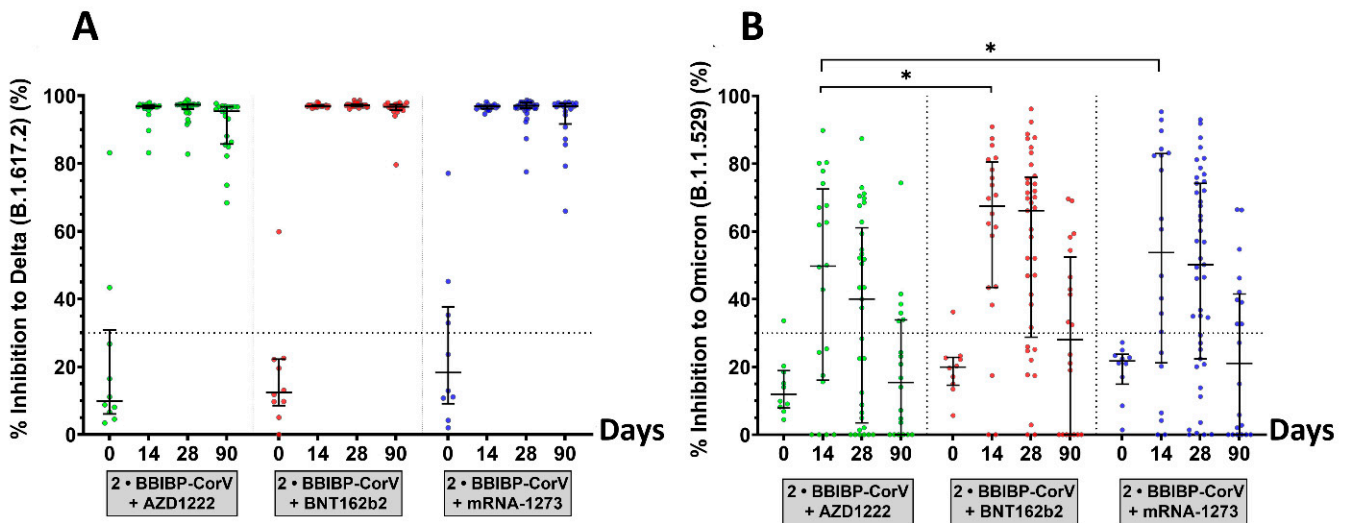 A
% Inhibition to Delta (B.1.617.2) (%)
100
80
60
40
20
0
0 14 28 90 0 14 28 90 0 14 28 90
Days
2 • BBIBP-CorV
+ AZD1222
2 • BBIBP-CorV
+ BNT162b2
2 • BBIBP-CorV
+ mRNA-1273
B
% Inhibition to Omicron (B.1.1.529) (%)
*
*
100
80
60
40
20
0
0 14 28 90 0 14 28 90 0 14 28 90
Days
2 • BBIBP-CorV
+ AZD1222
2 • BBIBP-CorV
+ BNT162b2
2 • BBIBP-CorV
+ mRNA-1273